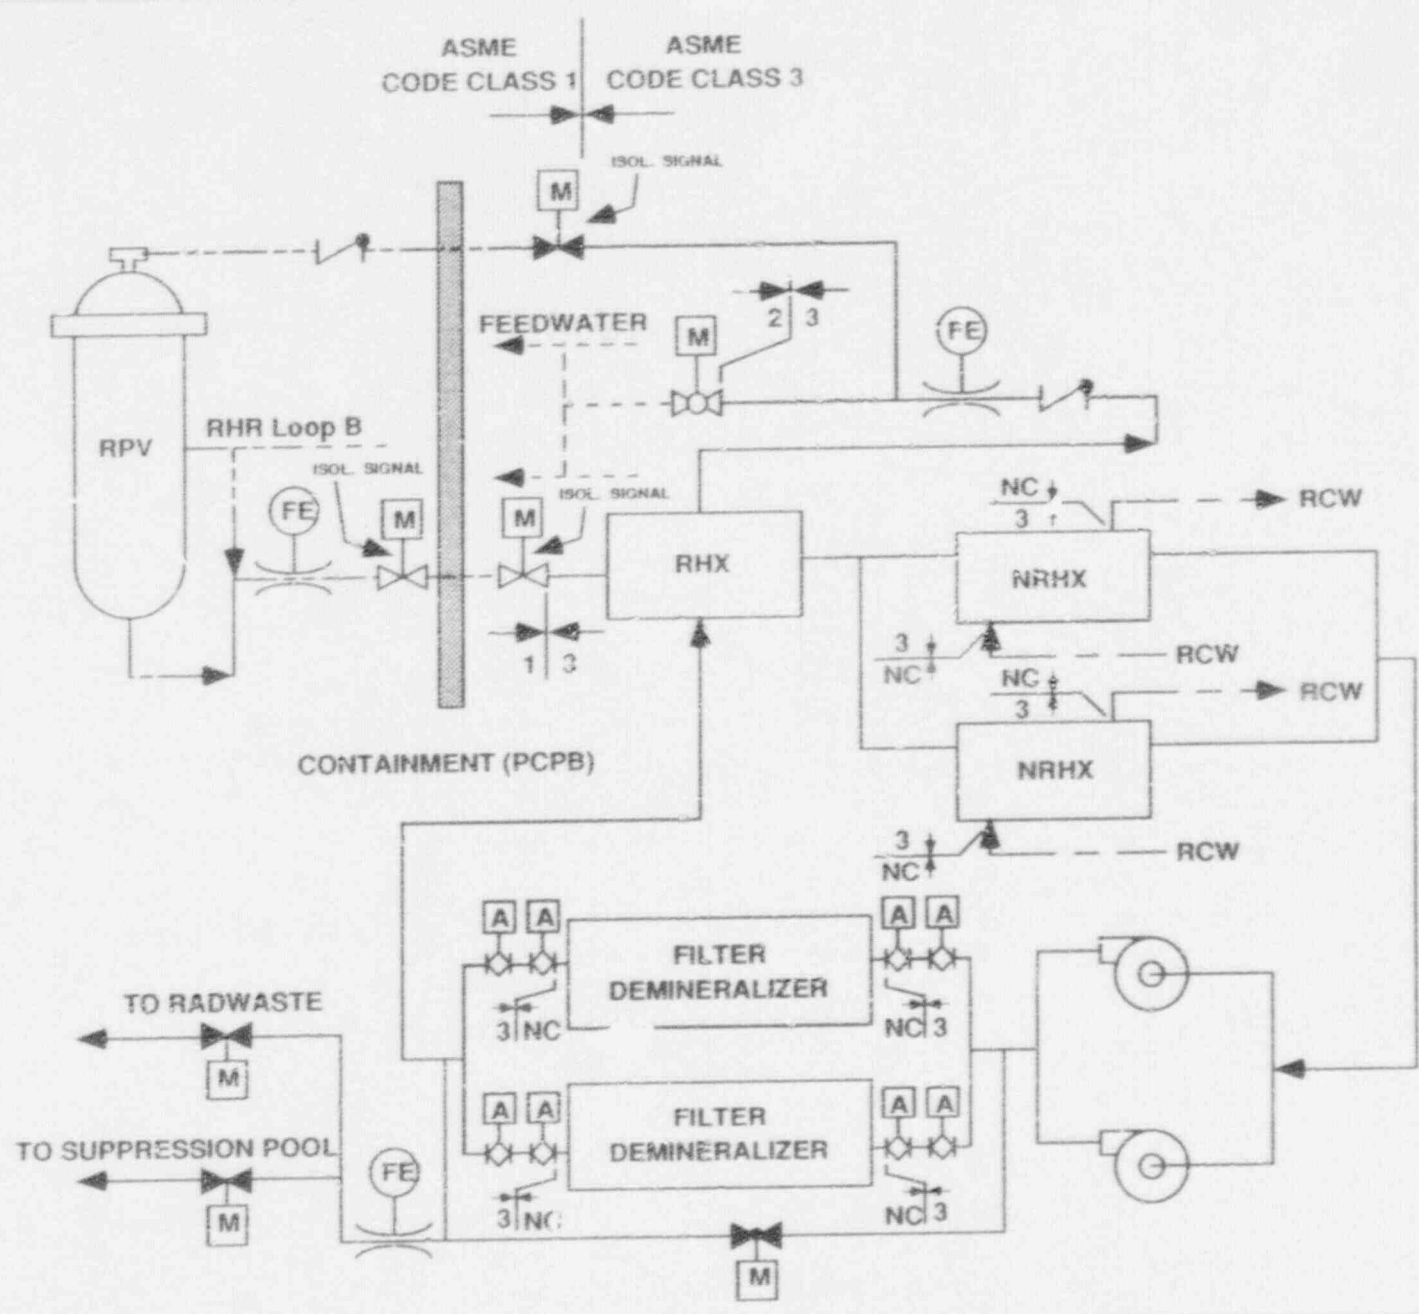 ASME
CODE CLASS 1
ASME
CODE CLASS 3
ISOL. SIGNAL
M
2 3
FEEDWATER
M
FE
RPV
RHR Loop B
ISOL. SIGNAL
FE
M
M
ISOL. SIGNAL
RHX
NC
3
RCW
NRHX
1 3
3
NC
RCW
NC
3
RCW
CONTAINMENT (PCPB)
NRHX
3
NC
RCW
A A
A A
FILTER
DEMINERALIZER
3 NC
NC 3
TO RADWASTE
M
A A
A A
FILTER
DEMINERALIZER
TO SUPPRESSION POOL
FE
M
3
NC 3
M